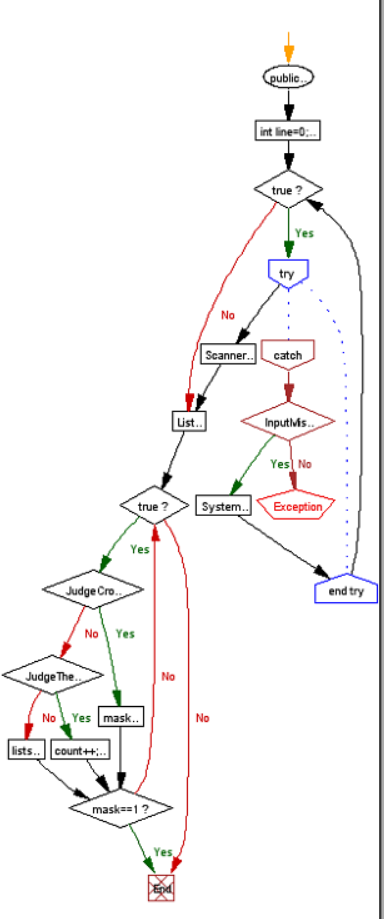 public..
int line=0;..
true ?
Yes
try
No
Scanner..
catch
List..
InputMis..
Yes
No
true ?
System..
Exception
Yes
end try
JudgeCro..
No
Yes
JudgeThe..
No
No
Yes
mask..
No
lists..
count++;..
mask==1 ?
Yes
End